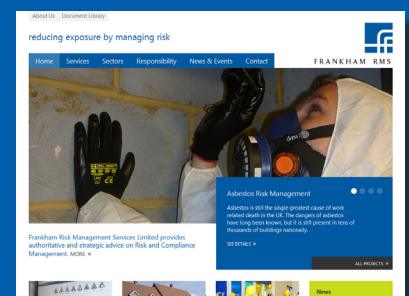 About Us Document Library
reducing exposure by managing risk
Home Services Sectors Responsibility News & Events Contact
FRANKHAM RMS
Asbestos Risk Management
Asbestos is still the single greatest cause of work
related death in the UK. The dangers of asbestos
have long been known, but it is still present in tens of
thousands of buildings nationally.
SEE DETAILS »
ALL PROJECTS »
Frankham Risk Management Services Limited provides
authoritative and strategic advice on Risk and Compliance
Management. MORE »
News